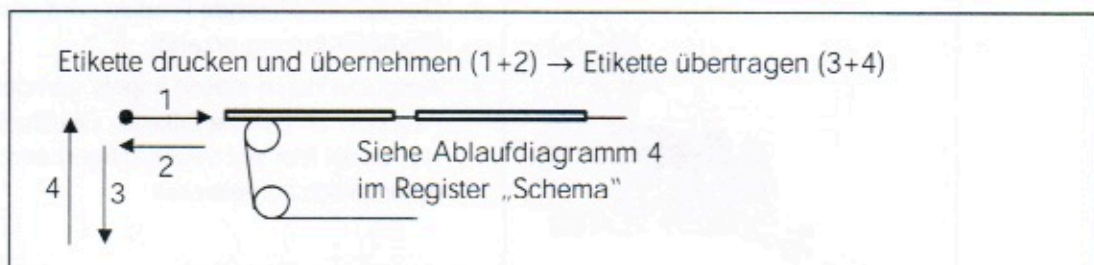 Etikette drucken und übernehmen (1+2) → Etikette übertragen (3+4)
1
2
4
3
Siehe Ablaufdiagramm 4
im Register „Schema“